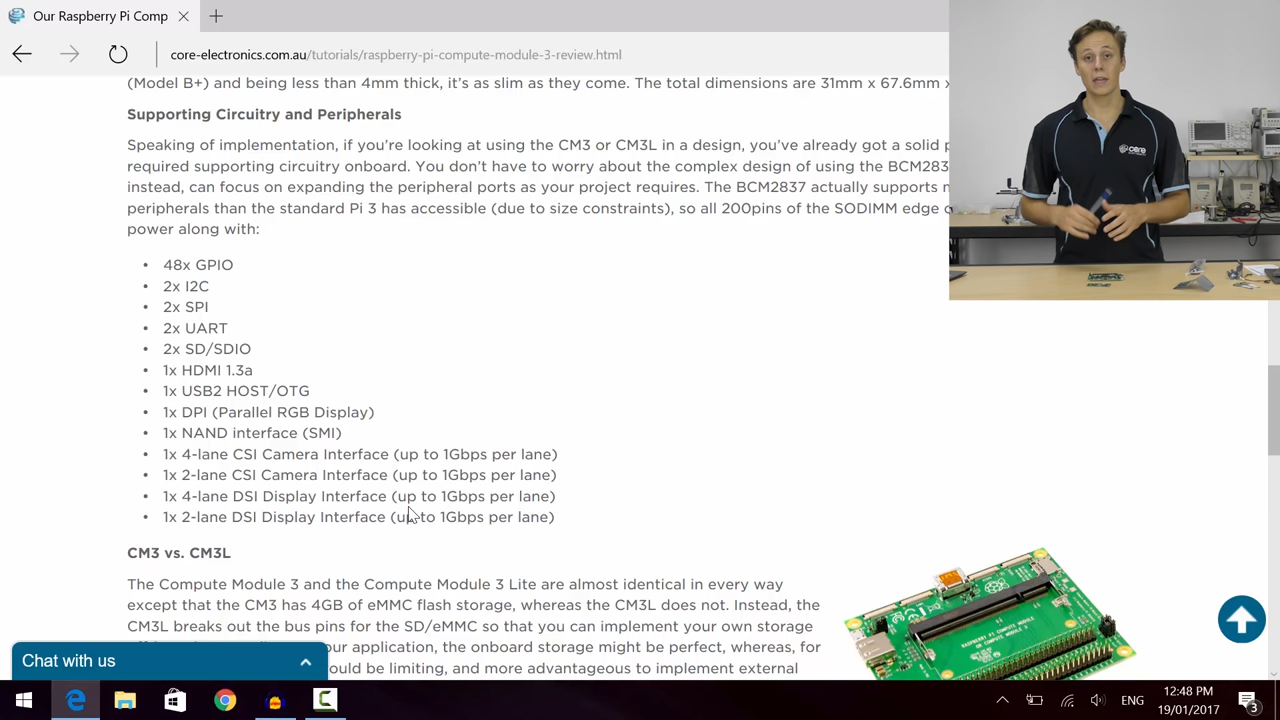 Our Raspberry Pi Comp
core-electronics.com.au/tutorials/raspberry-pi-compute-module-3-review.html
(Model B+) and being less than 4mm thick, it's as slim as they come. The total dimensions are 31mm x 67.6mm x
Supporting Circuitry and Peripherals
Speaking of implementation, if you're looking at using the CM3 or CM3L in a design, you've already got a solid
required supporting circuitry onboard. You don't have to worry about the complex design of using the BCM283
instead, can focus on expanding the peripheral ports as your project requires. The BCM2837 actually supports
peripherals than the standard Pi 3 has accessible (due to size constraints), so all 200pins of the SODIMM edge
power along with:
• 48x GPIO
• 2x I2C
• 2x SPI
• 2x UART
• 2x SD/SDIO
• 1x HDMI 1.3a
• 1x USB2 HOST/OTG
• 1x DPI (Parallel RGB Display)
• 1x NAND interface (SMI)
• 1x 4-lane CSI Camera Interface (up to 1Gbps per lane)
• 1x 2-lane CSI Camera Interface (up to 1Gbps per lane)
• 1x 4-lane DSI Display Interface (up to 1Gbps per lane)
• 1x 2-lane DSI Display Interface (up to 1Gbps per lane)
CM3 vs. CM3L
The Compute Module 3 and the Compute Module 3 Lite are almost identical in every way
except that the CM3 has 4GB of eMMC flash storage, whereas the CM3L does not. Instead, the
CM3L breaks out the bus pins for the SD/eMMC so that you can implement your own storage
our application, the onboard storage might be perfect, whereas, for
ould be limiting, and more advantageous to implement external
Chat with us
core
RASPBERRY PI COMPUTE MODULE
ENG
12:48 PM
19/01/2017
3